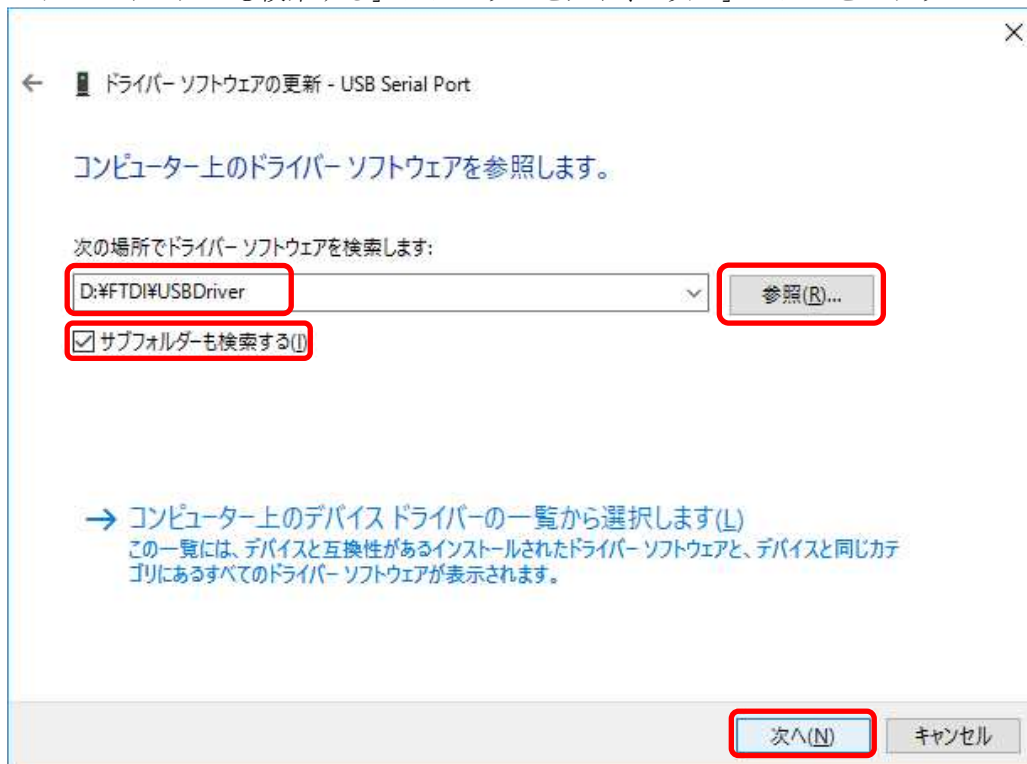 ← ドライバー ソフトウェアの更新 - USB Serial Port
コンピューター上のドライバー ソフトウェアを参照します。
次の場所でドライバー ソフトウェアを検索します:
D:¥FTDI¥USBDriver 参照(R)...
サブフォルダーも検索する(I)
→ コンピューター上のデバイス ドライバーの一覧から選択します(L)
この一覧には、デバイスと互換性があるインストールされたドライバー ソフトウェアと、デバイスと同じカテ
ゴリにあるすべてのドライバー ソフトウェアが表示されます。
次へ(N) キャンセル